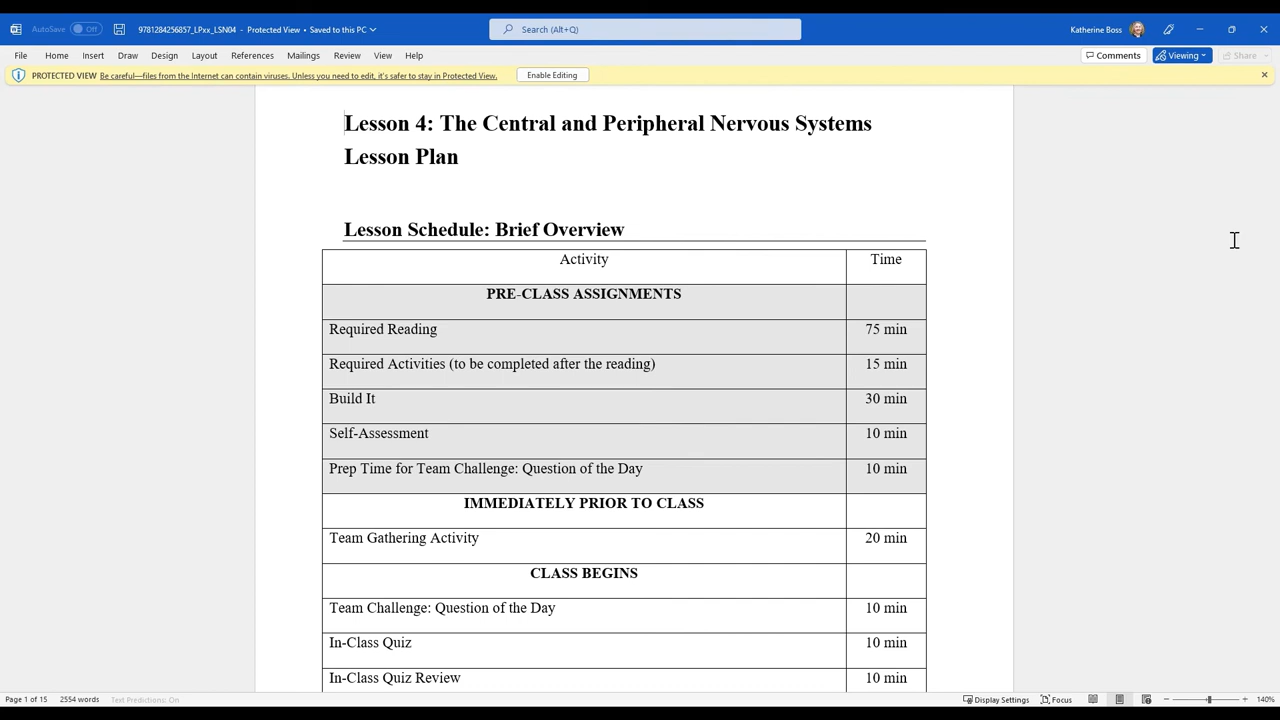 9781284256857_LPxx_LSN04 - Protected View • Saved to this PC
AutoSave Off
Search (Alt+Q)
Katherine Boss
File Home Insert Draw Design Layout References Mailings Review View Help
Comments Viewing Share
PROTECTED VIEW Be careful—files from the Internet can contain viruses. Unless you need to edit, it's safer to stay in Protected View. Enable Editing
Lesson 4: The Central and Peripheral Nervous Systems
Lesson Plan
Lesson Schedule: Brief Overview
Activity Time
PRE-CLASS ASSIGNMENTS
Required Reading 75 min
Required Activities (to be completed after the reading) 15 min
Build It 30 min
Self-Assessment 10 min
Prep Time for Team Challenge: Question of the Day 10 min
IMMEDIATELY PRIOR TO CLASS
Team Gathering Activity 20 min
CLASS BEGINS
Team Challenge: Question of the Day 10 min
In-Class Quiz 10 min
In-Class Quiz Review 10 min
Page 1 of 15 2554 words Text Predictions: On Display Settings Focus 140%